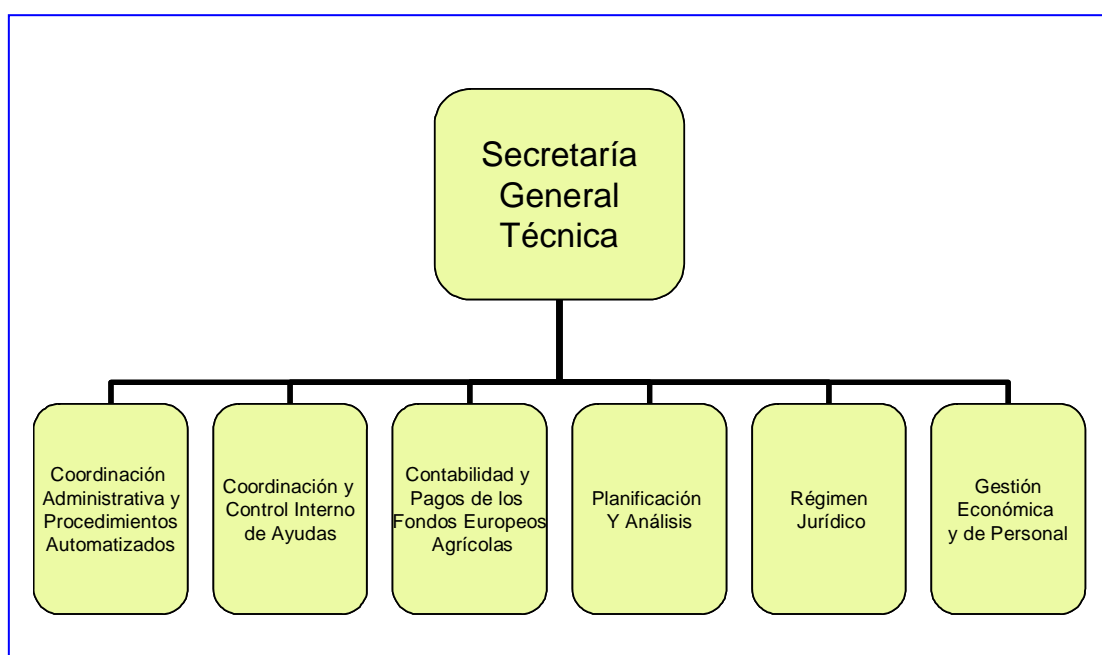 Secretaría
General
Técnica
Coordinación
Administrativa y
Procedimientos
Automatizados
Coordinación y
Control Interno
de Ayudas
Contabilidad y
Pagos de los
Fondos Europeos
Agrícolas
Planificación
Y Análisis
Régimen
Jurídico
Gestión
Económica
y de Personal